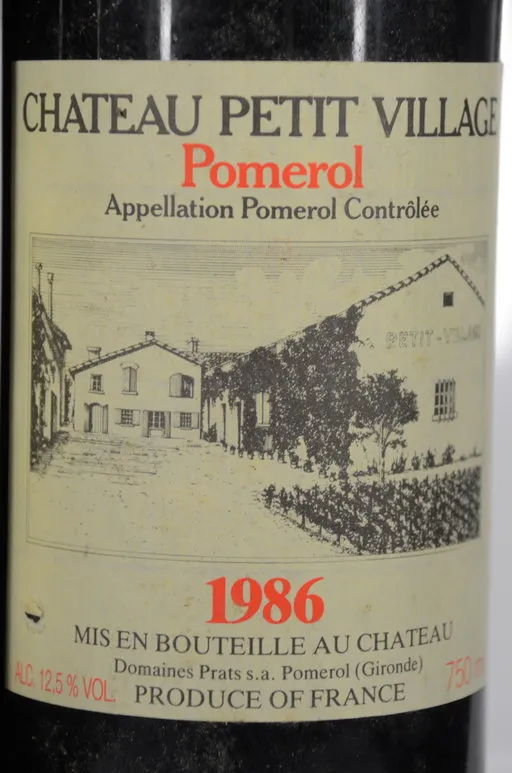 CHATEAU PETIT VILLAGE
Pomerol
Appellation Pomerol Contrôlée
PETIT-VILLAGE
1986
MIS EN BOUTEILLE AU CHATEAU
Domaines Prats s.a. Pomerol (Gironde)
ALC. 12,5 % VOL.
750 m
PRODUCE OF FRANCE